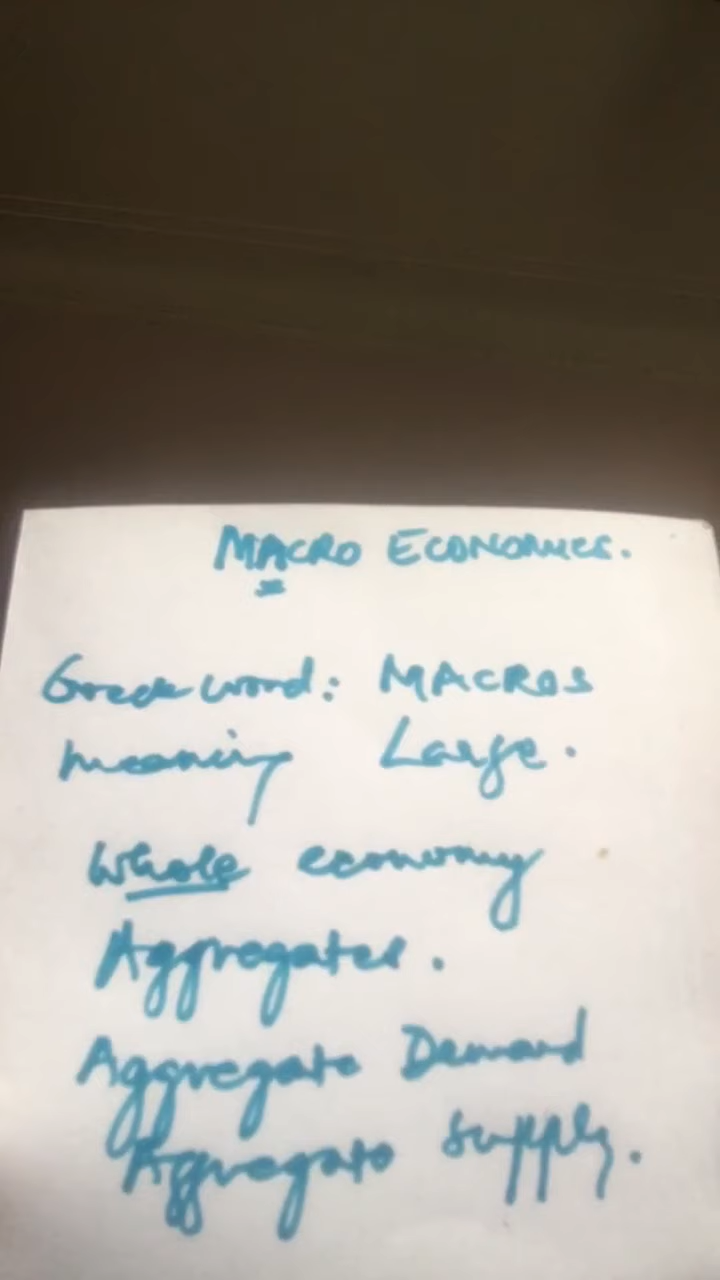 MACRO ECONOMICS.
Greek word: MACROS
meaning Large.
Whole economy
Aggregates.
Aggregate Demand
Aggregate supply.